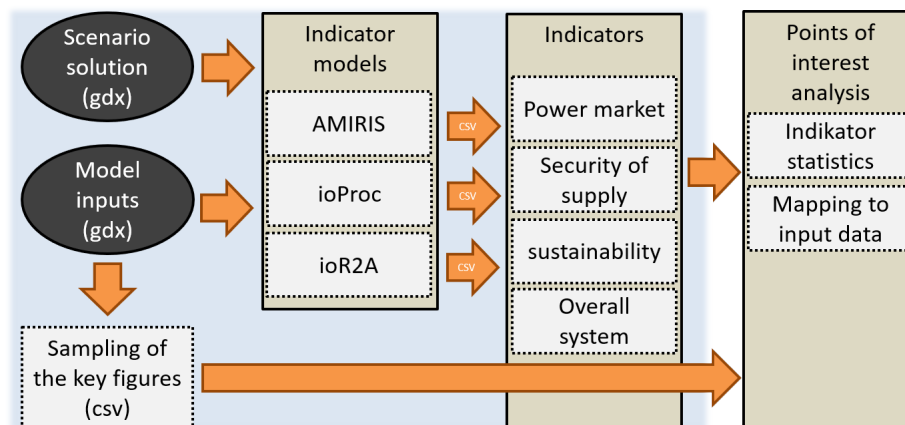 Scenario
solution
(gdx)
Model
inputs
(gdx)
Sampling of
the key figures
(csv)
Indicator
models
AMIRIS
ioProc
ioR2A
CSV
CSV
CSV
Indicators
Power market
Security of
supply
sustainability
Overall
system
Points of
interest
analysis
Indikator
statistics
Mapping to
input data